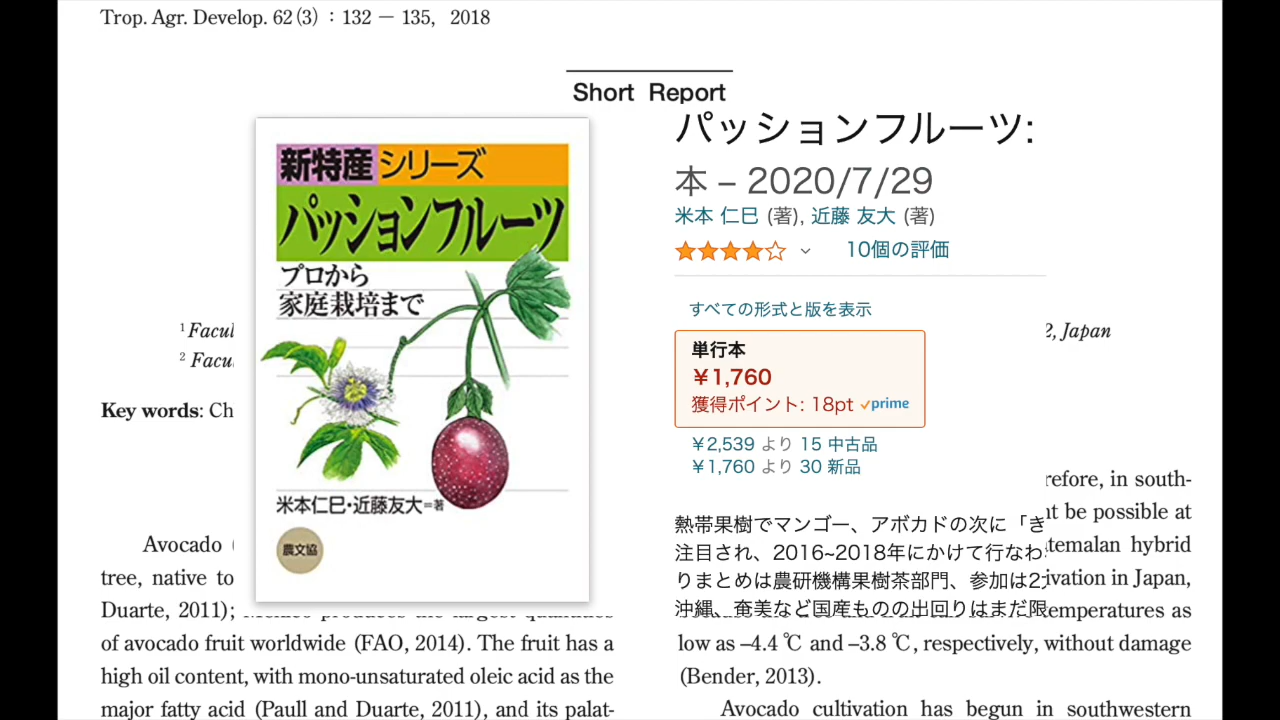 Trop. Agr. Develop. 62(3) : 132 − 135, 2018
Short Report
新特産シリーズ
パッションフルーツ
プロから
家庭栽培まで
米本仁巳・近藤友大=著
農文協
パッションフルーツ:
本 – 2020/7/29
米本 仁巳 (著), 近藤 友大 (著)
10個の評価
すべての形式と版を表示
単行本
￥1,760
獲得ポイント: 18pt prime
￥2,539 より 15 中古品
￥1,760 より 30 新品
熱帯果樹でマンゴー、アボカドの次に「き
注目され、2016~2018年にかけて行なわ
りまとめは農研機構果樹茶部門、参加は2
沖縄、奄美など国産ものの出回りはまだ限
1 Facul
2 Facu
2, Japan
Key words: Ch
Avocado (
tree, native to
Duarte, 2011); Mexico produces the largest quantities
of avocado fruit worldwide (FAO, 2014). The fruit has a
high oil content, with mono-unsaturated oleic acid as the
major fatty acid (Paull and Duarte, 2011), and its palat-
refore, in south-
ht be possible at
temalan hybrid
ivation in Japan,
emperatures as
low as –4.4 ℃ and –3.8 ℃, respectively, without damage
(Bender, 2013).
Avocado cultivation has begun in southwestern